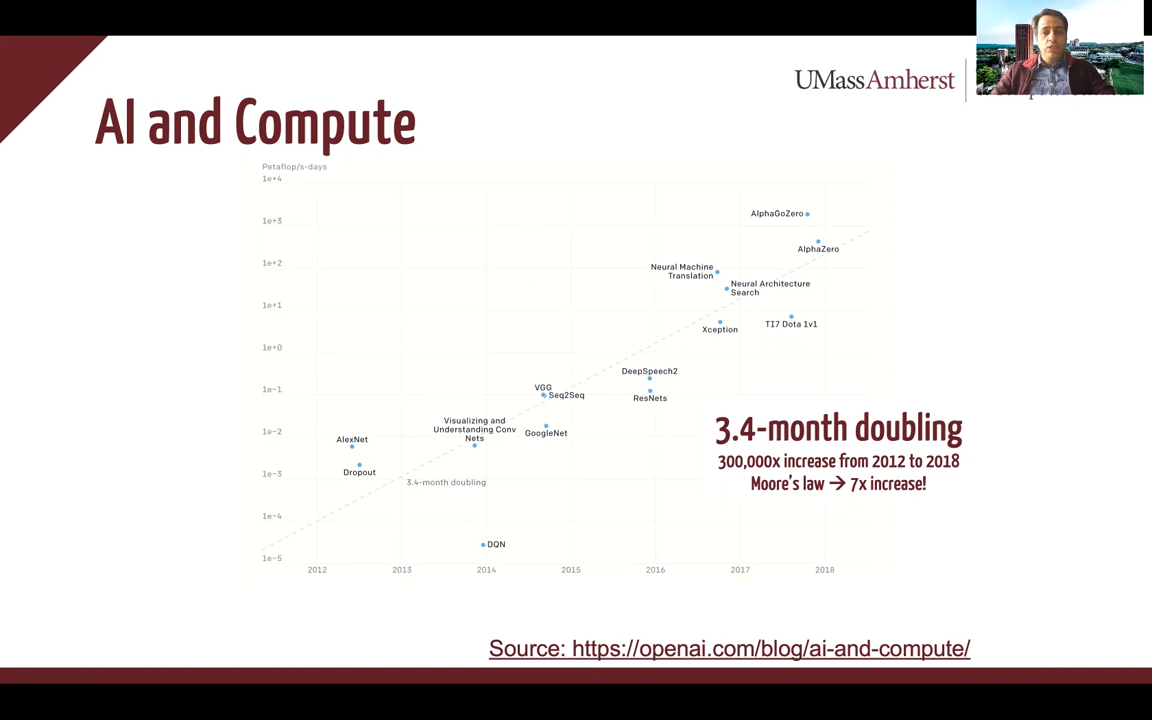 UMassAmherst
AI and Compute
Petaflop/s-days
1e+4
1e+3
1e+2
1e+1
1e+0
1e-1
1e-2
1e-3
1e-4
1e-5
AlphaGoZero
AlphaZero
Neural Machine
Translation
Neural Architecture
Search
Xception
TI7 Dota 1v1
DeepSpeech2
ResNets
VGG
Seq2Seq
GoogleNet
Visualizing and
Understanding Conv
Nets
AlexNet
Dropout
3.4-month doubling
DQN
2012 2013 2014 2015 2016 2017 2018
3.4-month doubling
300,000x increase from 2012 to 2018
Moore's law → 7x increase!
Source: https://openai.com/blog/ai-and-compute/